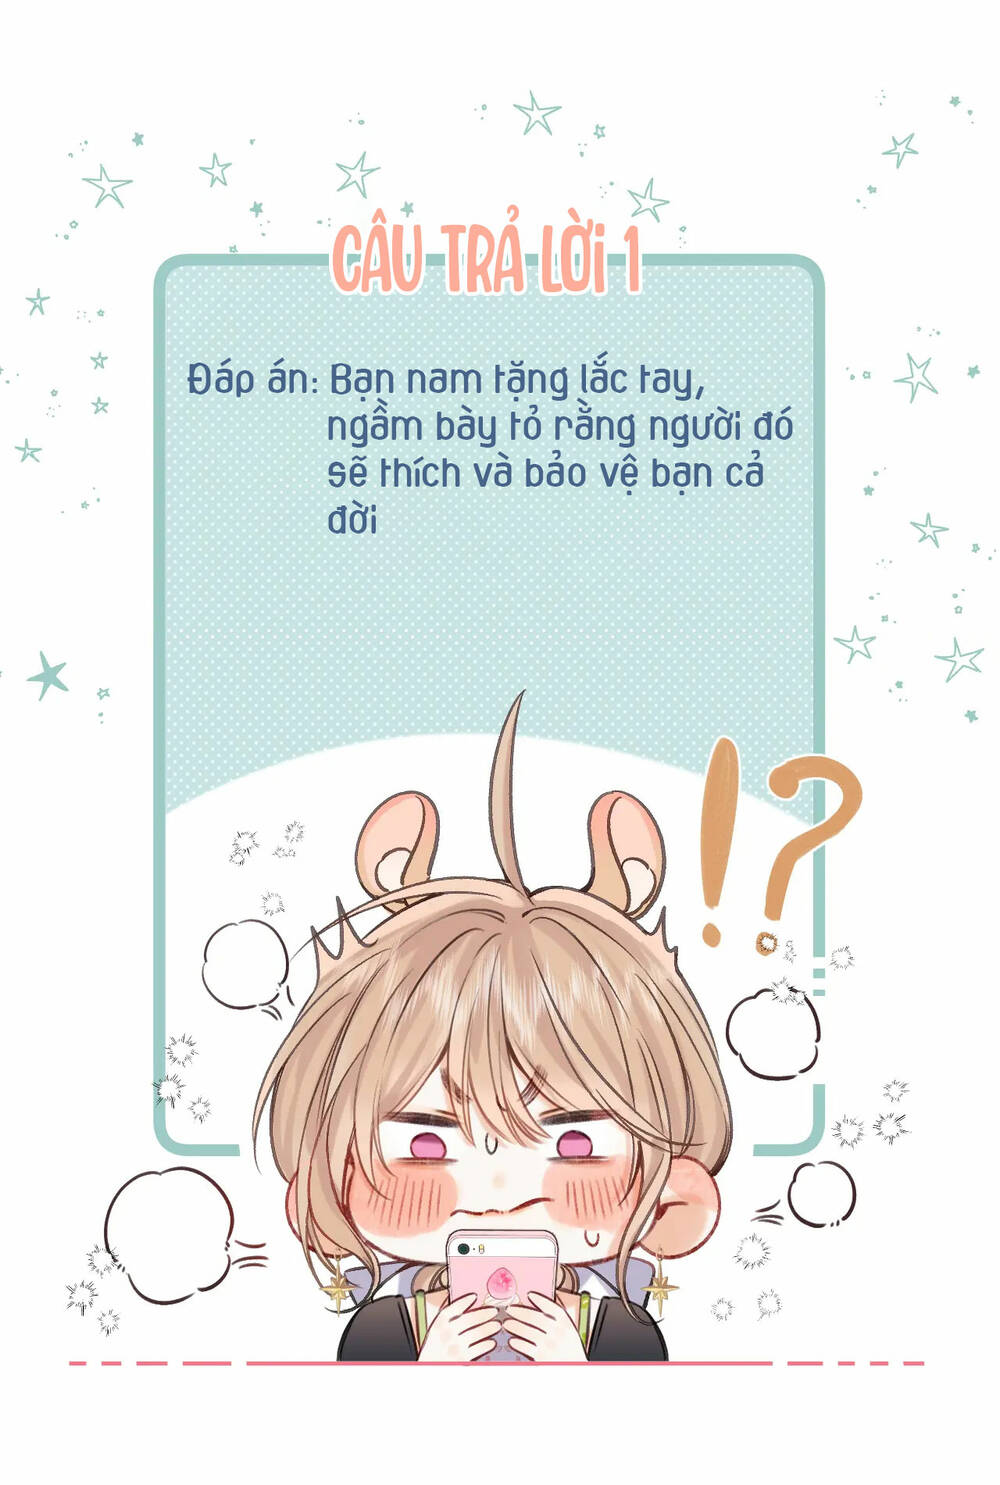 CÂU TRẢ LỜI 1
Đáp án: Bạn nam tặng lắc tay,
ngầm bày tỏ rằng người đó
sẽ thích và bảo vệ bạn cả
đời
!?